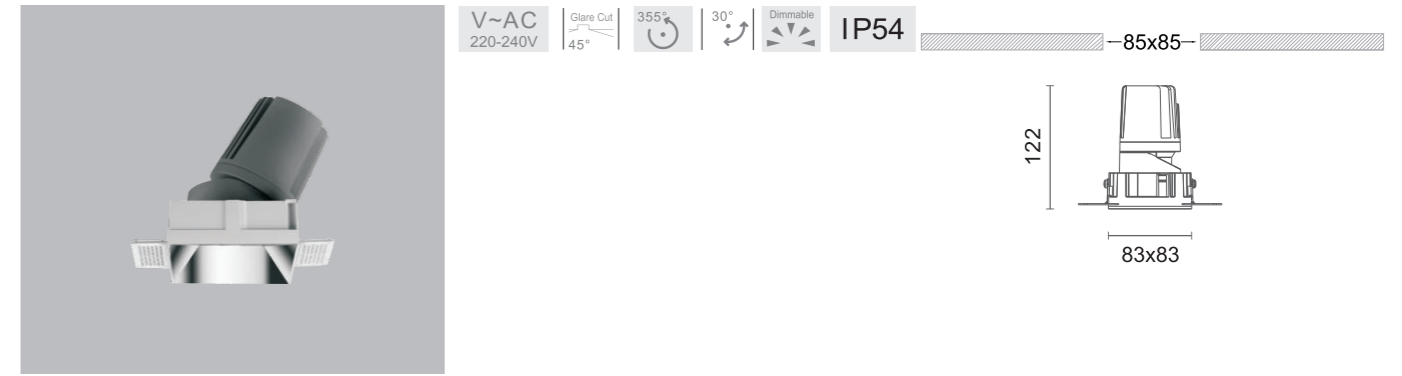 V~AC
220-240V
Glare Cut
45°
355°
30°
Dimmable
IP54
85x85
122
83x83